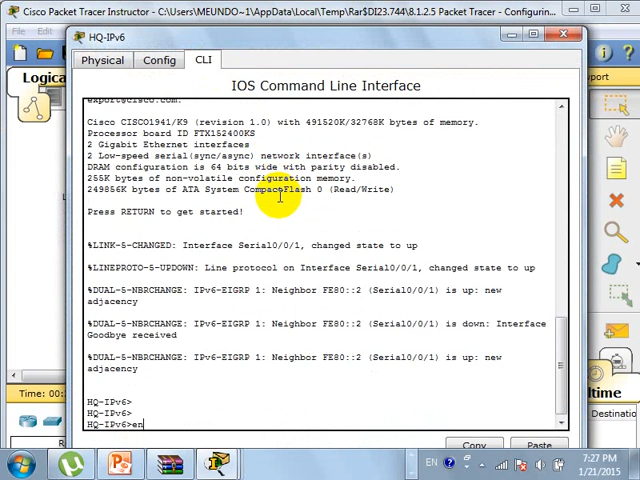 Cisco Packet Tracer Instructor - C:\Users\MEUNDO~1\AppData\Local\Temp\Rar$DI23.744\8.1.2.5 Packet Tracer - Configurin...
File
HQ-IPv6
Physical
Config
CLI
Logical
IOS Command Line Interface
export@cisco.com.
Cisco CISCO1941/K9 (revision 1.0) with 491520K/32768K bytes of memory.
Processor board ID FTX152400KS
2 Gigabit Ethernet interfaces
2 Low-speed serial(sync/async) network interface(s)
DRAM configuration is 64 bits wide with parity disabled.
255K bytes of non-volatile configuration memory.
249856K bytes of ATA System CompactFlash 0 (Read/Write)
Press RETURN to get started!
%LINK-5-CHANGED: Interface Serial0/0/1, changed state to up
%LINEPROTO-5-UPDOWN: Line protocol on Interface Serial0/0/1, changed state to up
%DUAL-5-NBRCHANGE: IPv6-EIGRP 1: Neighbor FE80::2 (Serial0/0/1) is up: new
adjacency
%DUAL-5-NBRCHANGE: IPv6-EIGRP 1: Neighbor FE80::2 (Serial0/0/1) is down: Interface
Goodbye received
%DUAL-5-NBRCHANGE: IPv6-EIGRP 1: Neighbor FE80::2 (Serial0/0/1) is up: new
adjacency
HQ-IPv6>
HQ-IPv6>
HQ-IPv6>en
Copy
Paste
Time: 00:
Destinatio
EN
7:27 PM
1/21/2015